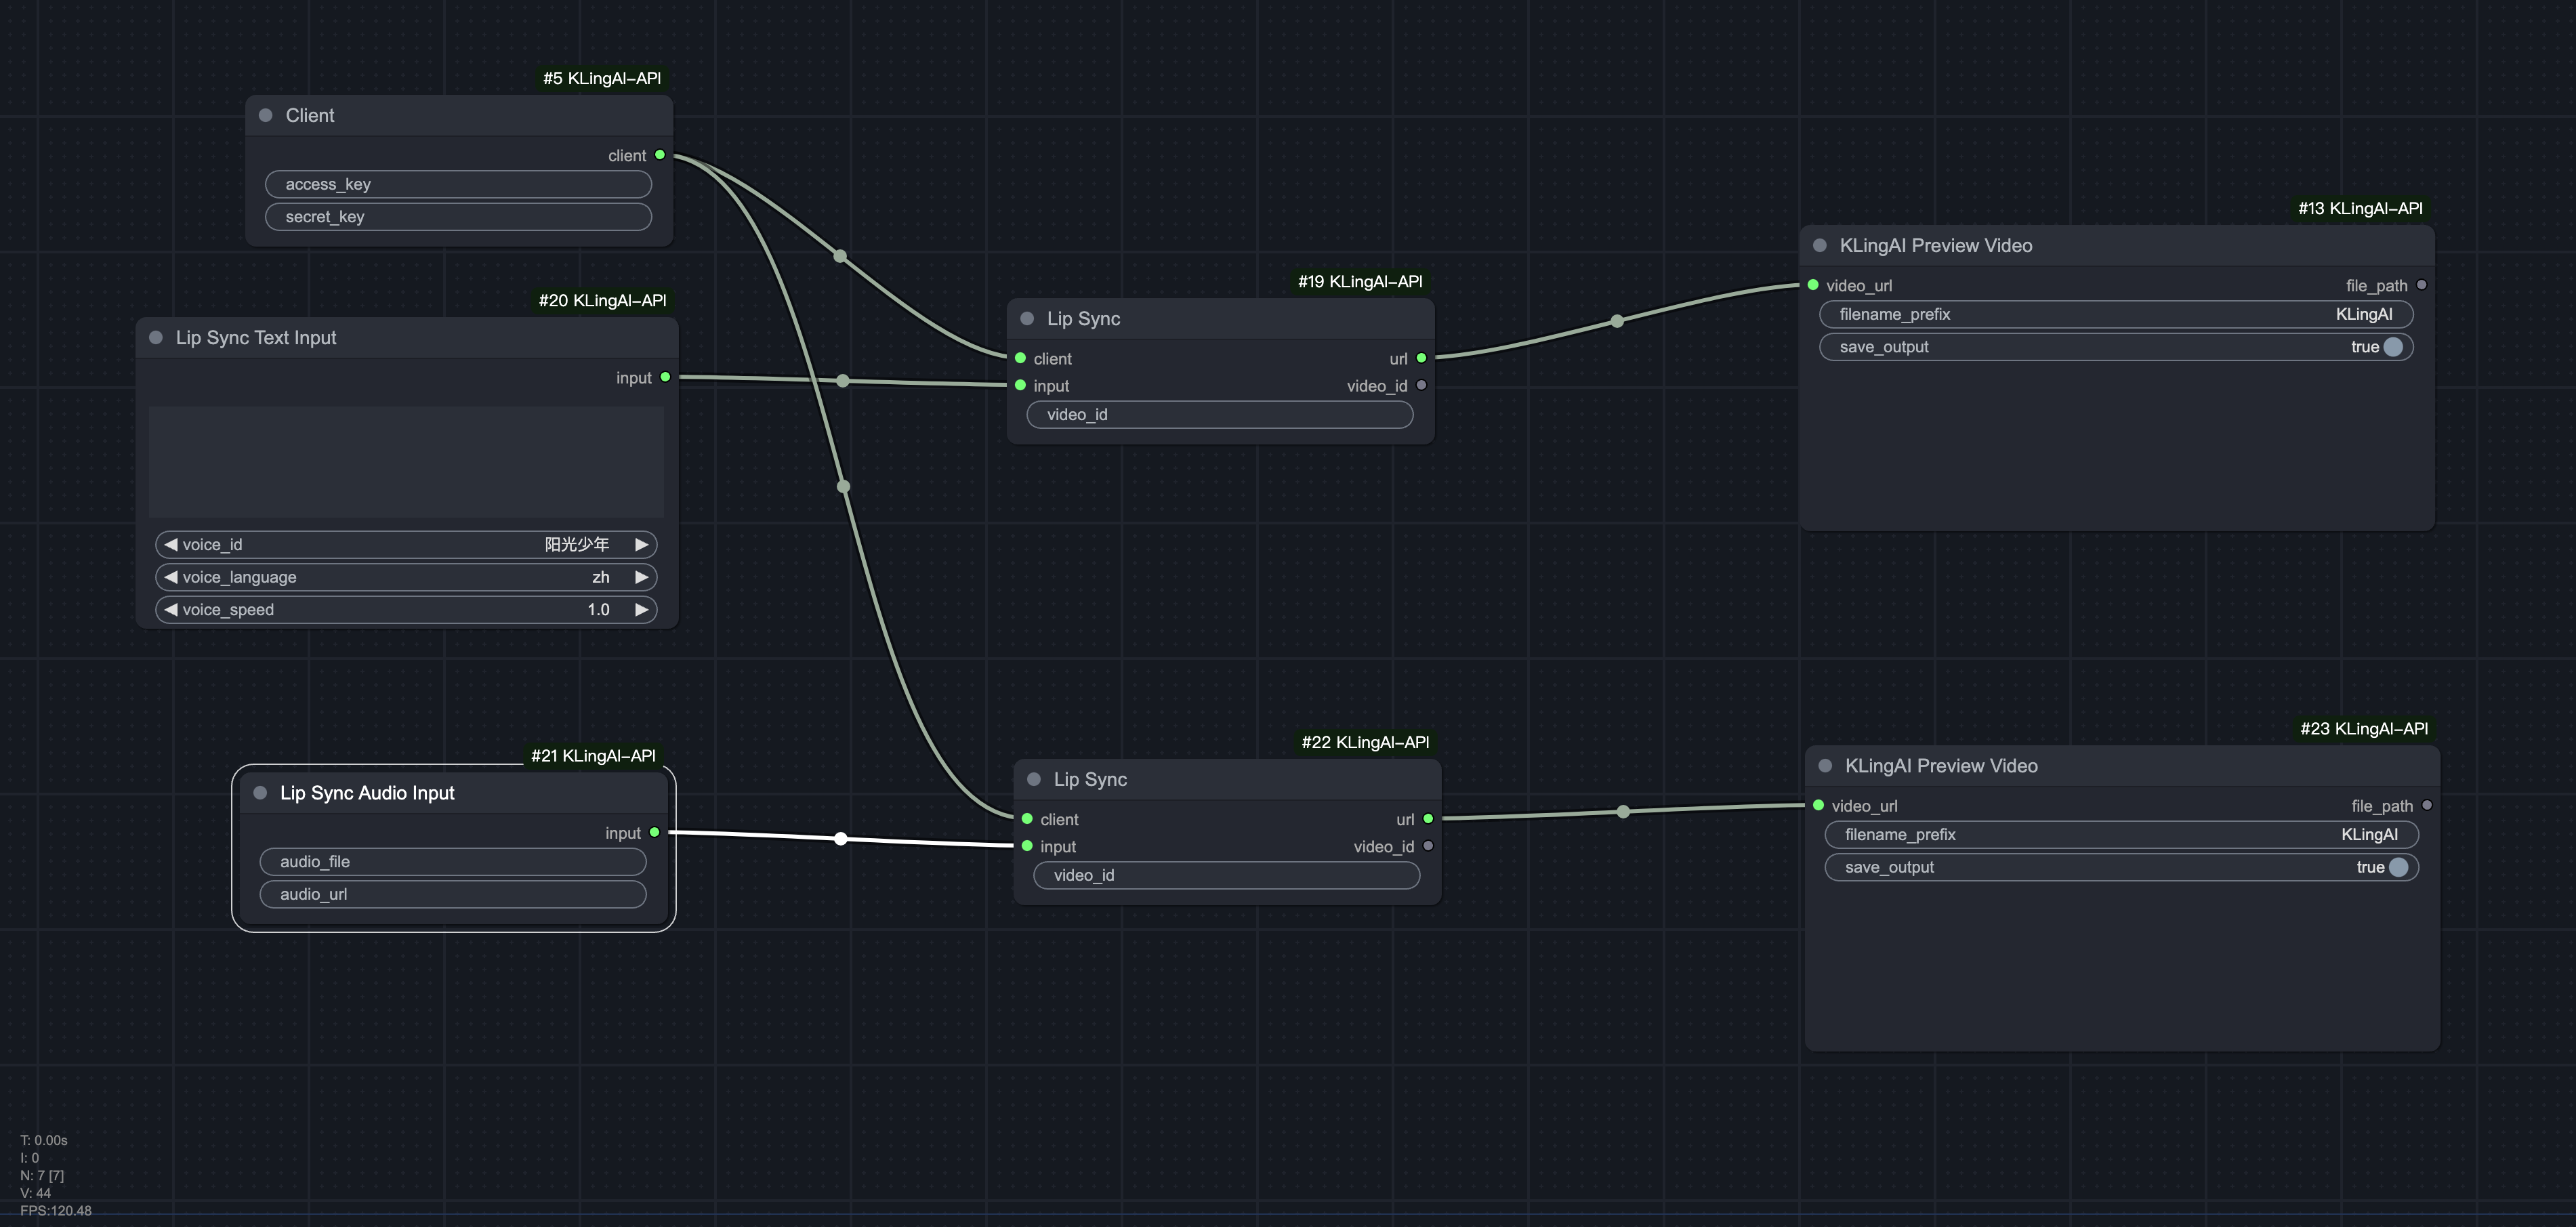 #5 KLingAI-API
Client
client
access_key
secret_key
#20 KLingAI-API
Lip Sync Text Input
input
voice_id 阳光少年
voice_language zh
voice_speed 1.0
#21 KLingAI-API
Lip Sync Audio Input
input
audio_file
audio_url
#19 KLingAI-API
Lip Sync
client url
input video_id
video_id
#22 KLingAI-API
Lip Sync
client url
input video_id
video_id
#13 KLingAI-API
KLingAI Preview Video
video_url file_path
filename_prefix KLingAI
save_output true
#23 KLingAI-API
KLingAI Preview Video
video_url file_path
filename_prefix KLingAI
save_output true
T: 0.00s
I: 0
N: 7 [7]
V: 44
FPS:120.48